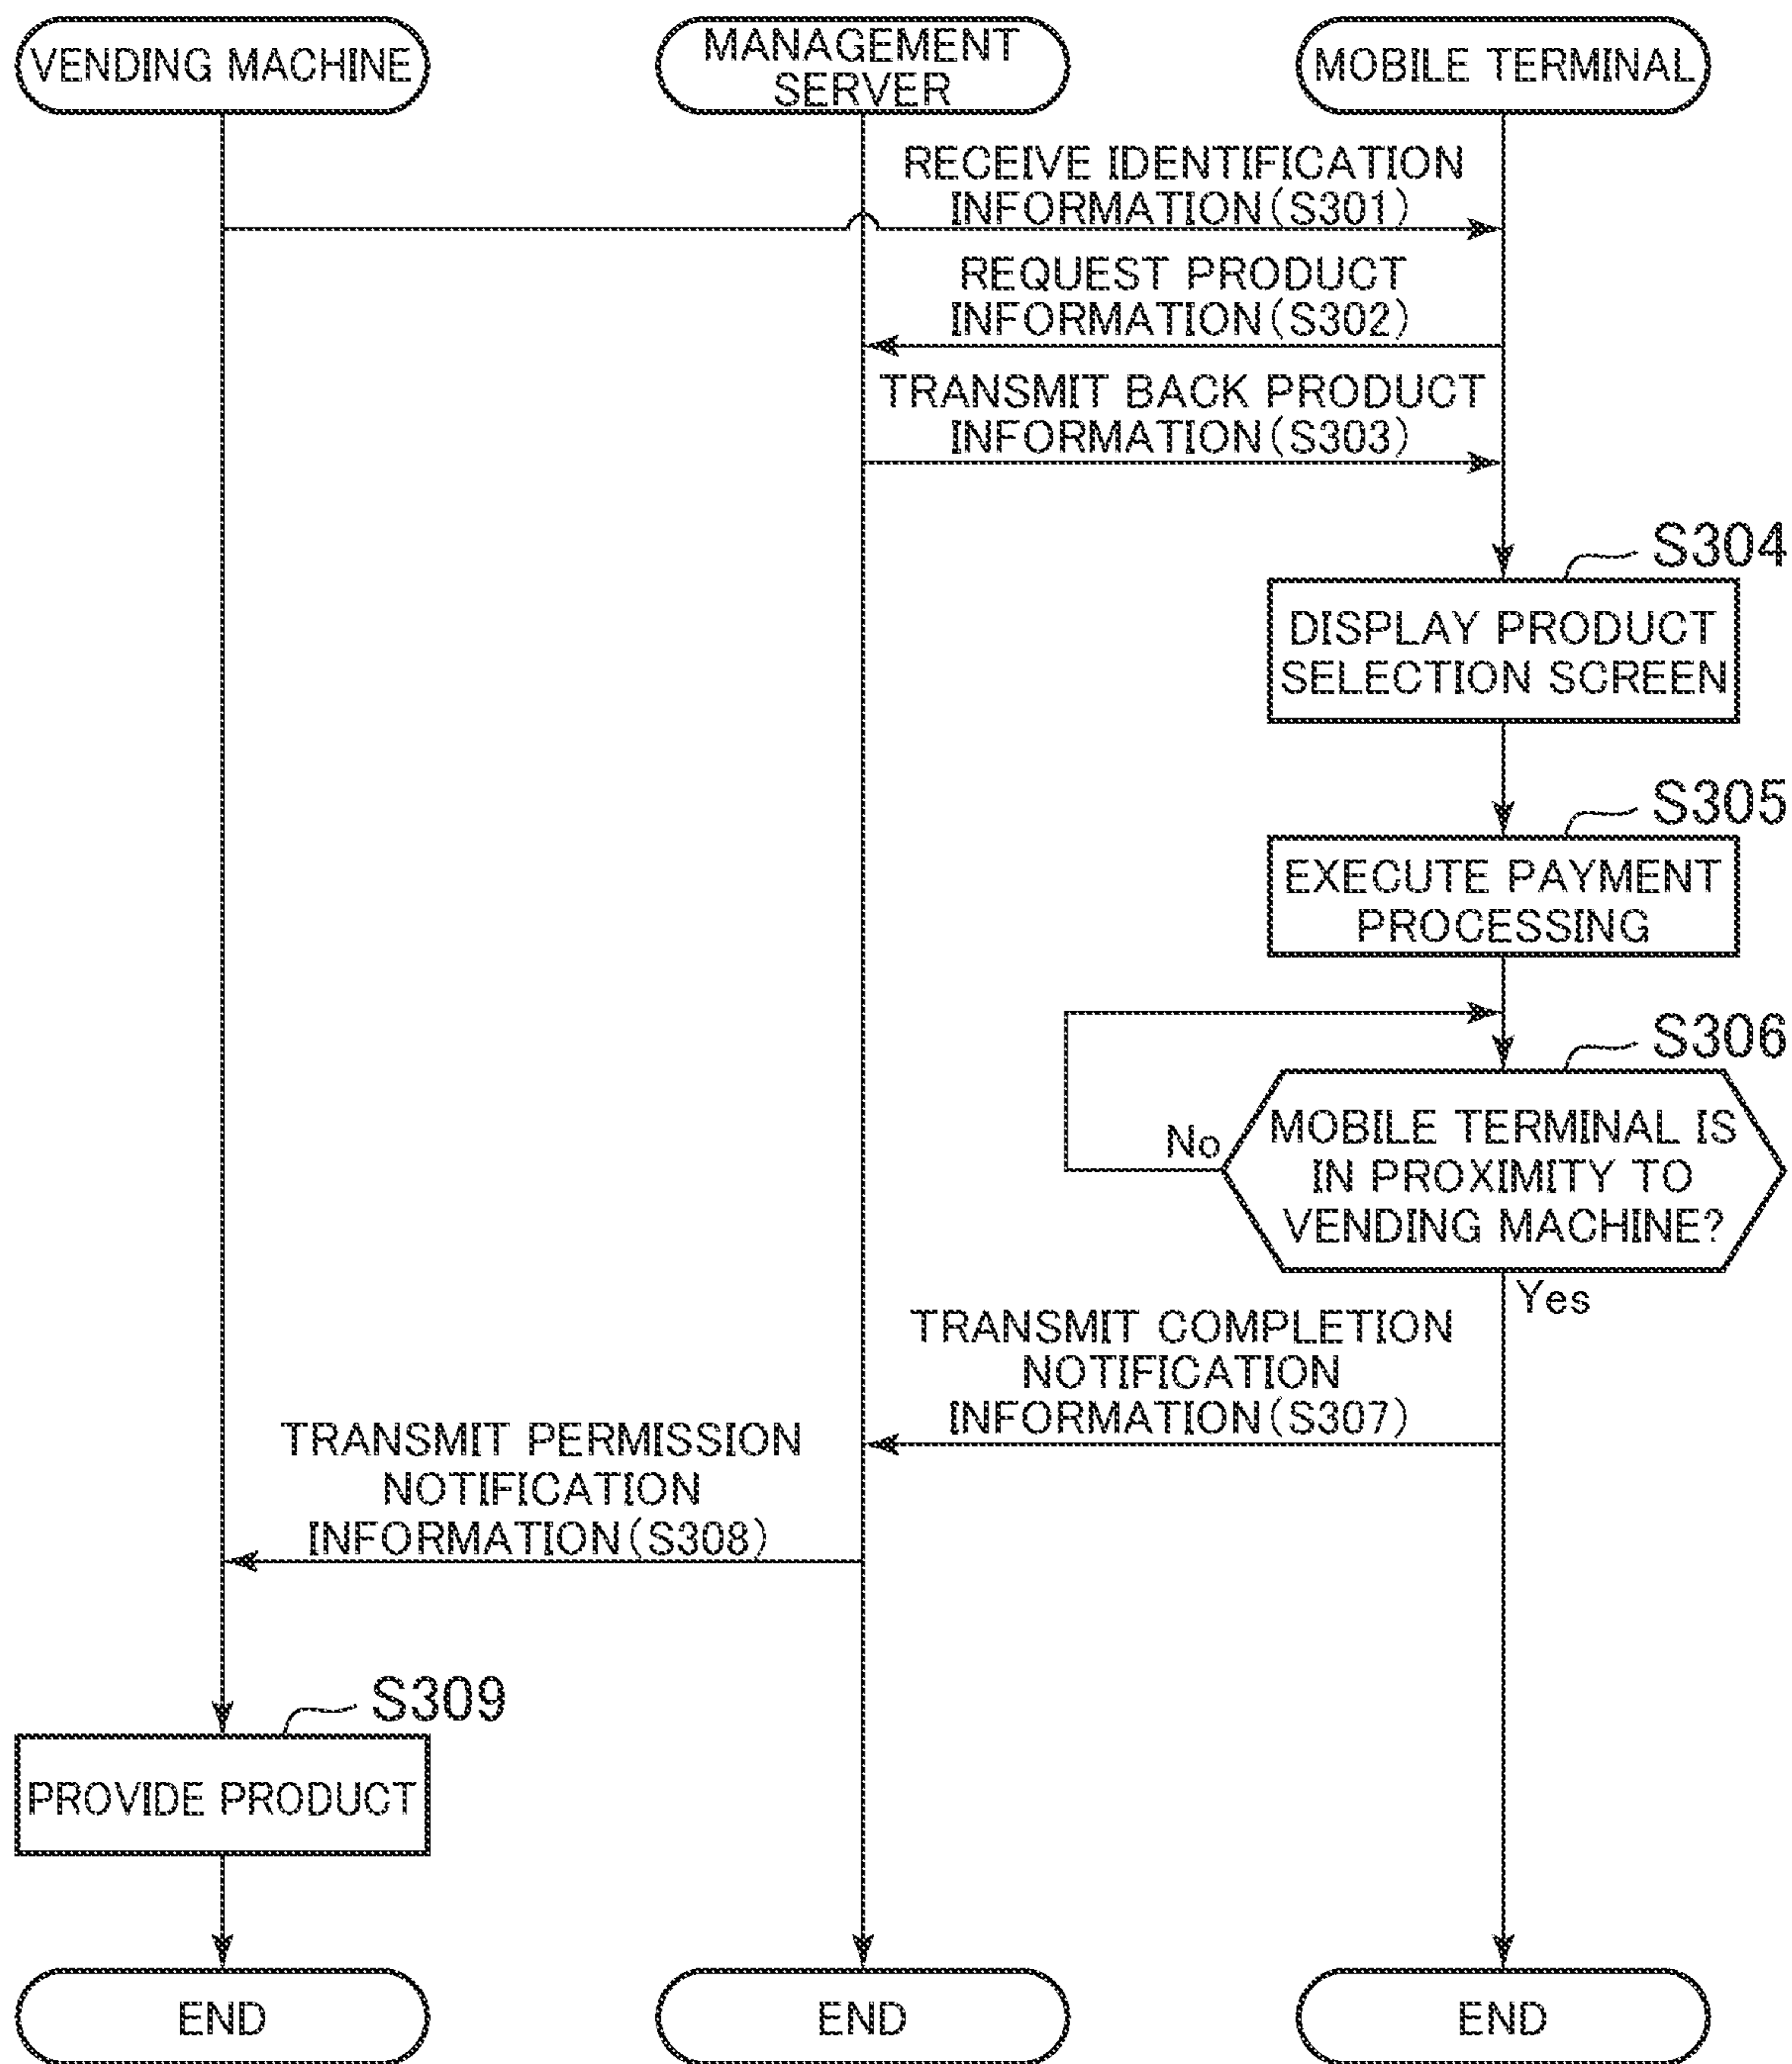 VENDING MACHINE
MANAGEMENT
SERVER
MOBILE TERMINAL
RECEIVE IDENTIFICATION
INFORMATION(S301)
REQUEST PRODUCT
INFORMATION(S302)
TRANSMIT BACK PRODUCT
INFORMATION(S303)
S304
DISPLAY PRODUCT
SELECTION SCREEN
S305
EXECUTE PAYMENT
PROCESSING
S306
MOBILE TERMINAL IS
IN PROXIMITY TO
VENDING MACHINE?
No
Yes
TRANSMIT COMPLETION
NOTIFICATION
INFORMATION(S307)
TRANSMIT PERMISSION
NOTIFICATION
INFORMATION(S308)
S309
PROVIDE PRODUCT
END
END
END